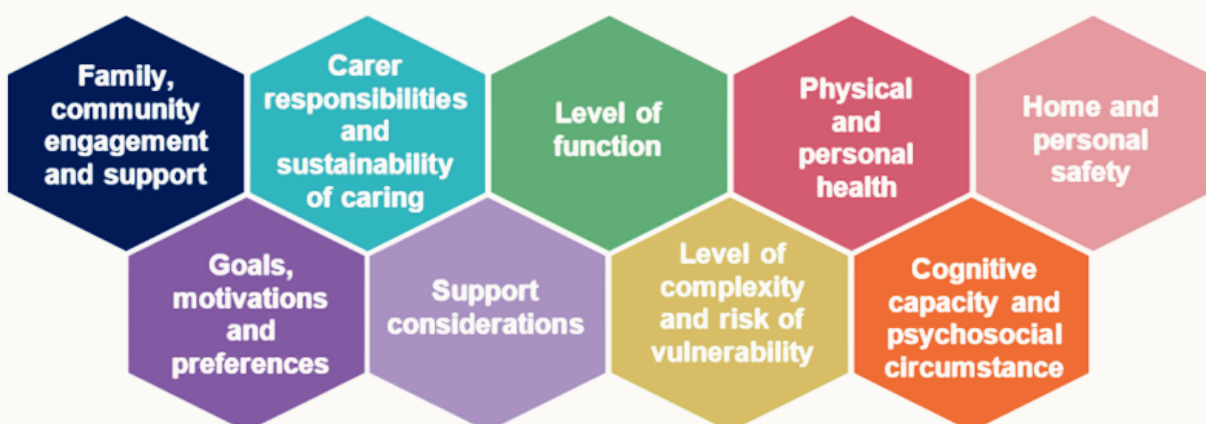 Family,
community
engagement
and support
Carer
responsibilities
and
sustainability
of caring
Level of
function
Physical
and
personal
health
Home and
personal
safety
Goals,
motivations
and
preferences
Support
considerations
Level of
complexity
and risk of
vulnerability
Cognitive
capacity and
psychosocial
circumstance